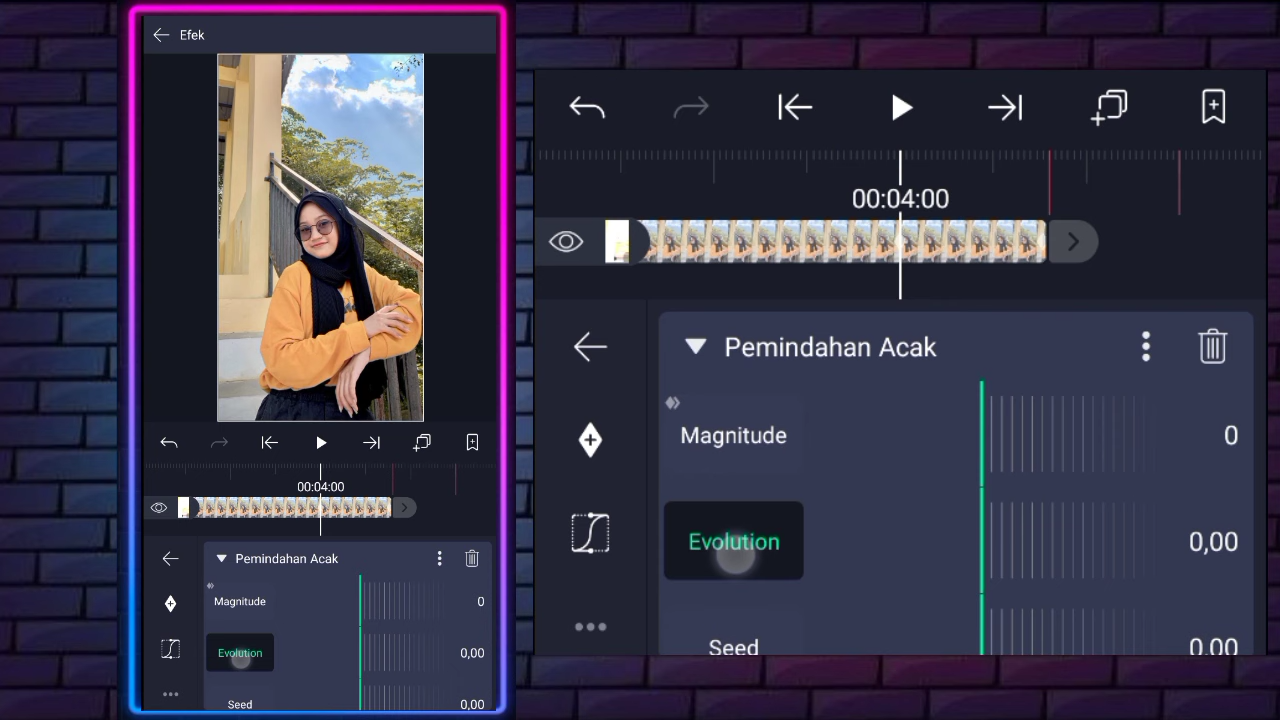 Efek
00:04:00
Pemindahan Acak
Magnitude
0
Evolution
0,00
Seed
0,00
00:04:00
Pemindahan Acak
Magnitude
0
Evolution
0,00
Seed
0,00